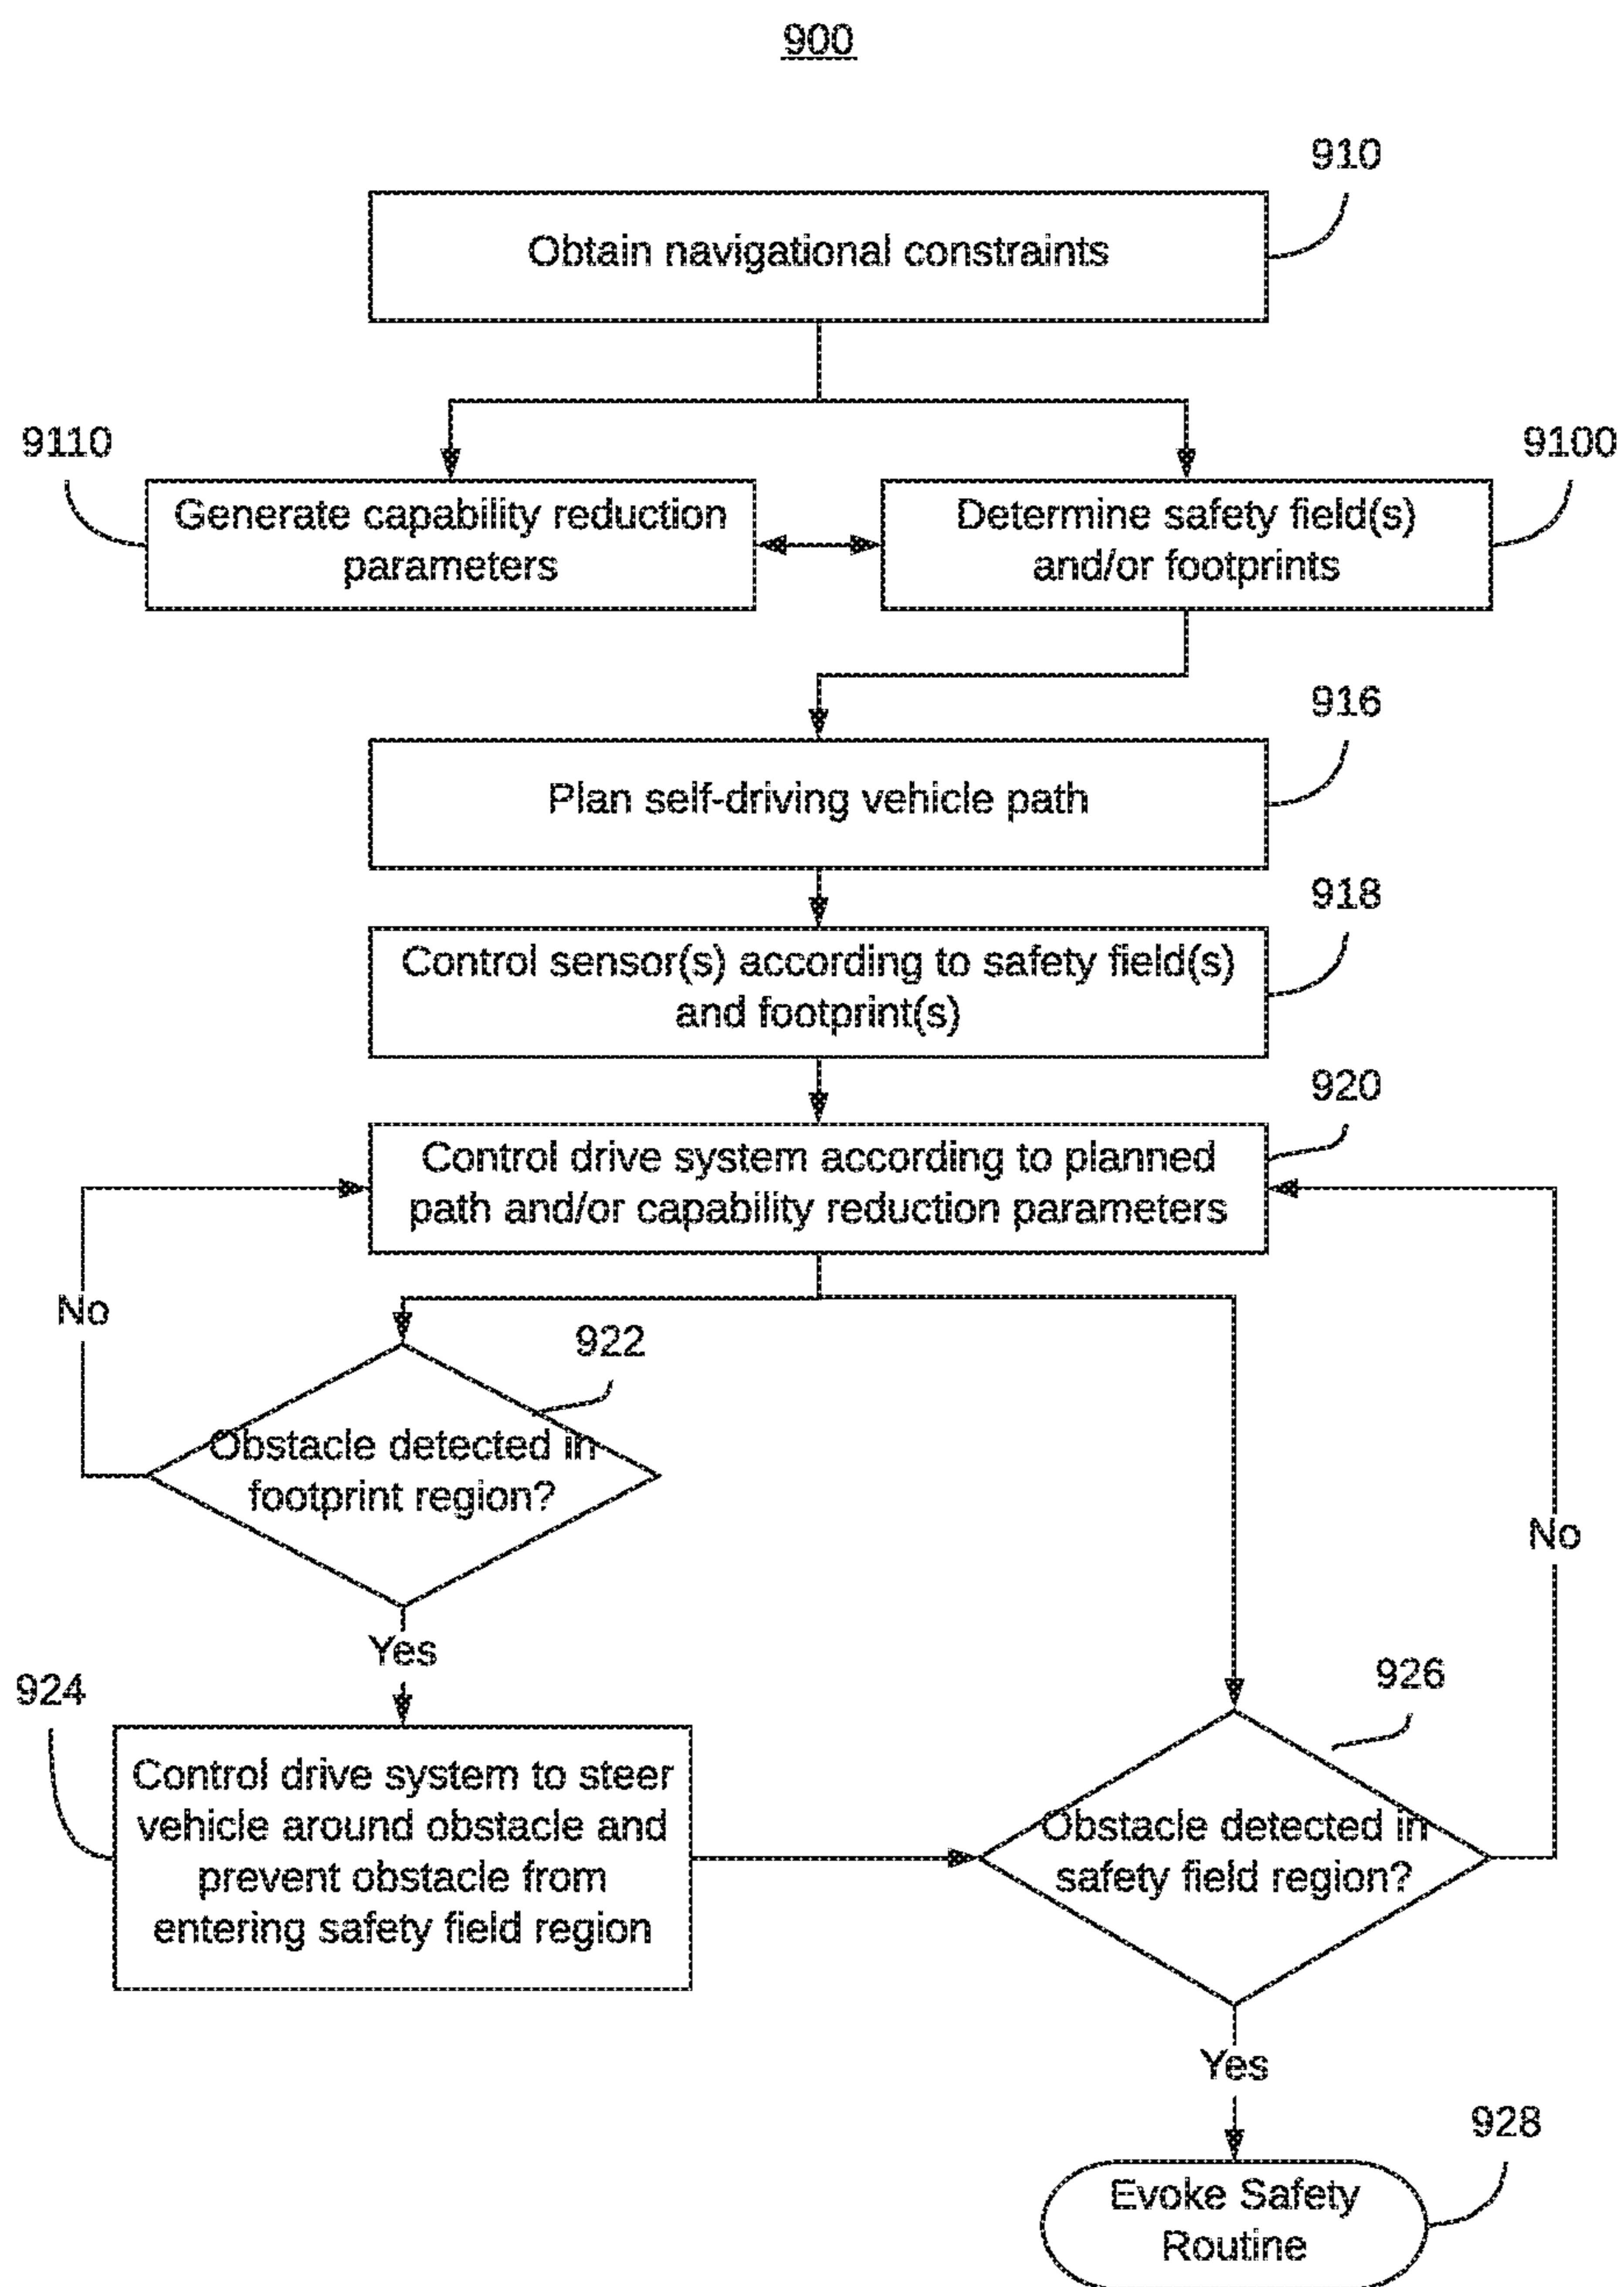 900
910
Obtain navigational constraints
9110
9100
Generate capability reduction
parameters
Determine safety field(s)
and/or footprints
916
Plan self-driving vehicle path
918
Control sensor(s) according to safety field(s)
and footprint(s)
920
Control drive system according to planned
path and/or capability reduction parameters
No
922
Obstacle detected in
footprint region?
No
Yes
924
926
Control drive system to steer
vehicle around obstacle and
prevent obstacle from
entering safety field region
Obstacle detected in
safety field region?
Yes
928
Evoke Safety
Routine